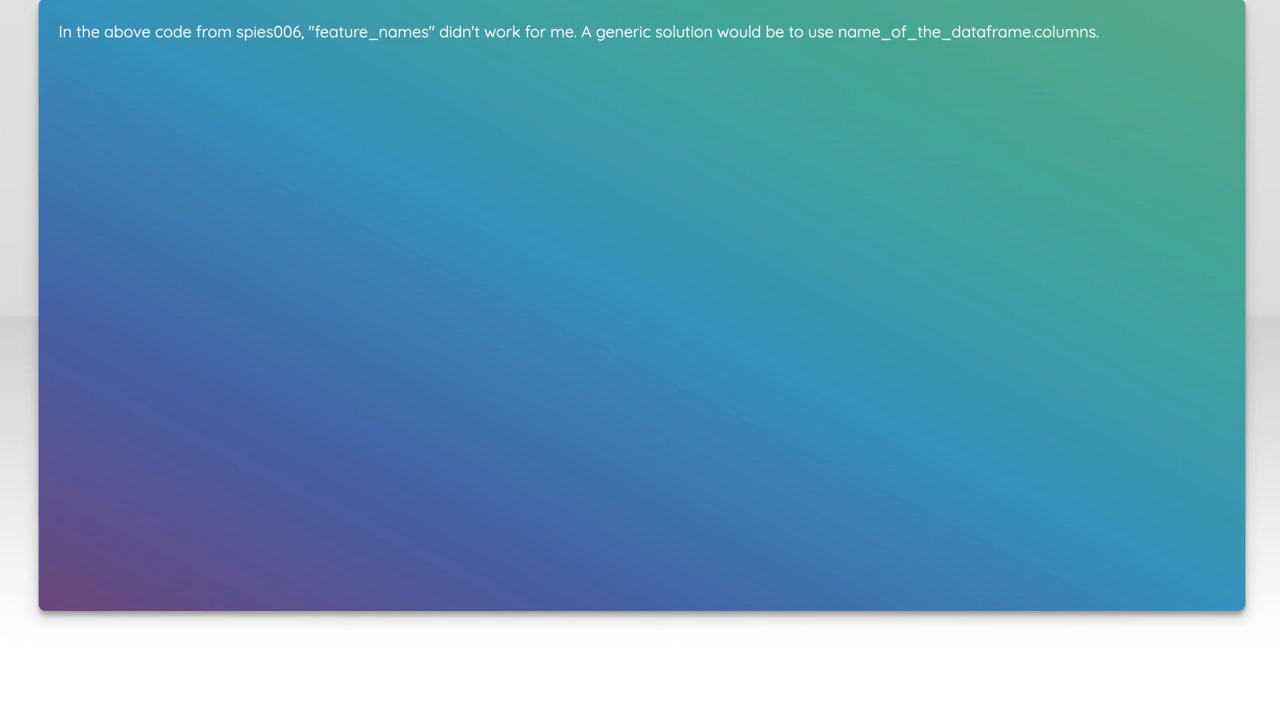 In the above code from spies006, "feature_names" didn't work for me. A generic solution would be to use name_of_the_dataframe.columns.